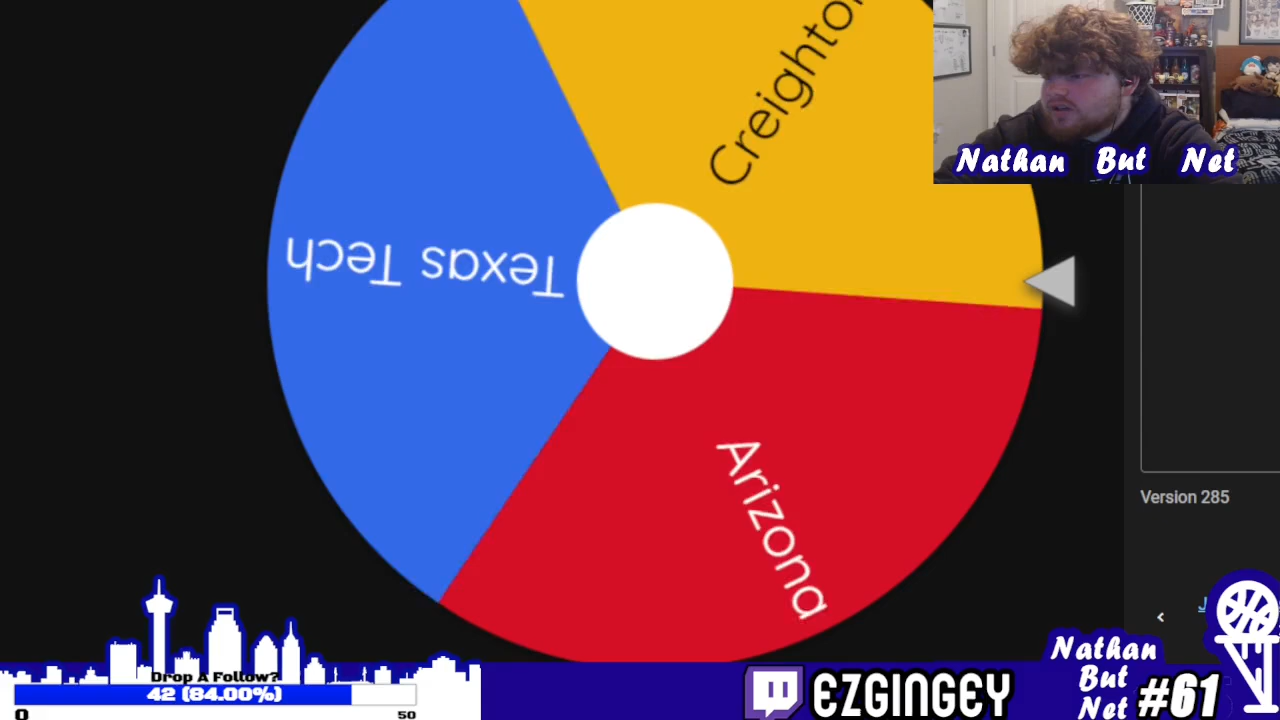 Creighton
Texas Tech
Arizona
Nathan But Net
Version 285
Drop A Follow?
42 (84.00%)
0
50
EZGINGEY
Nathan
But
Net
#61